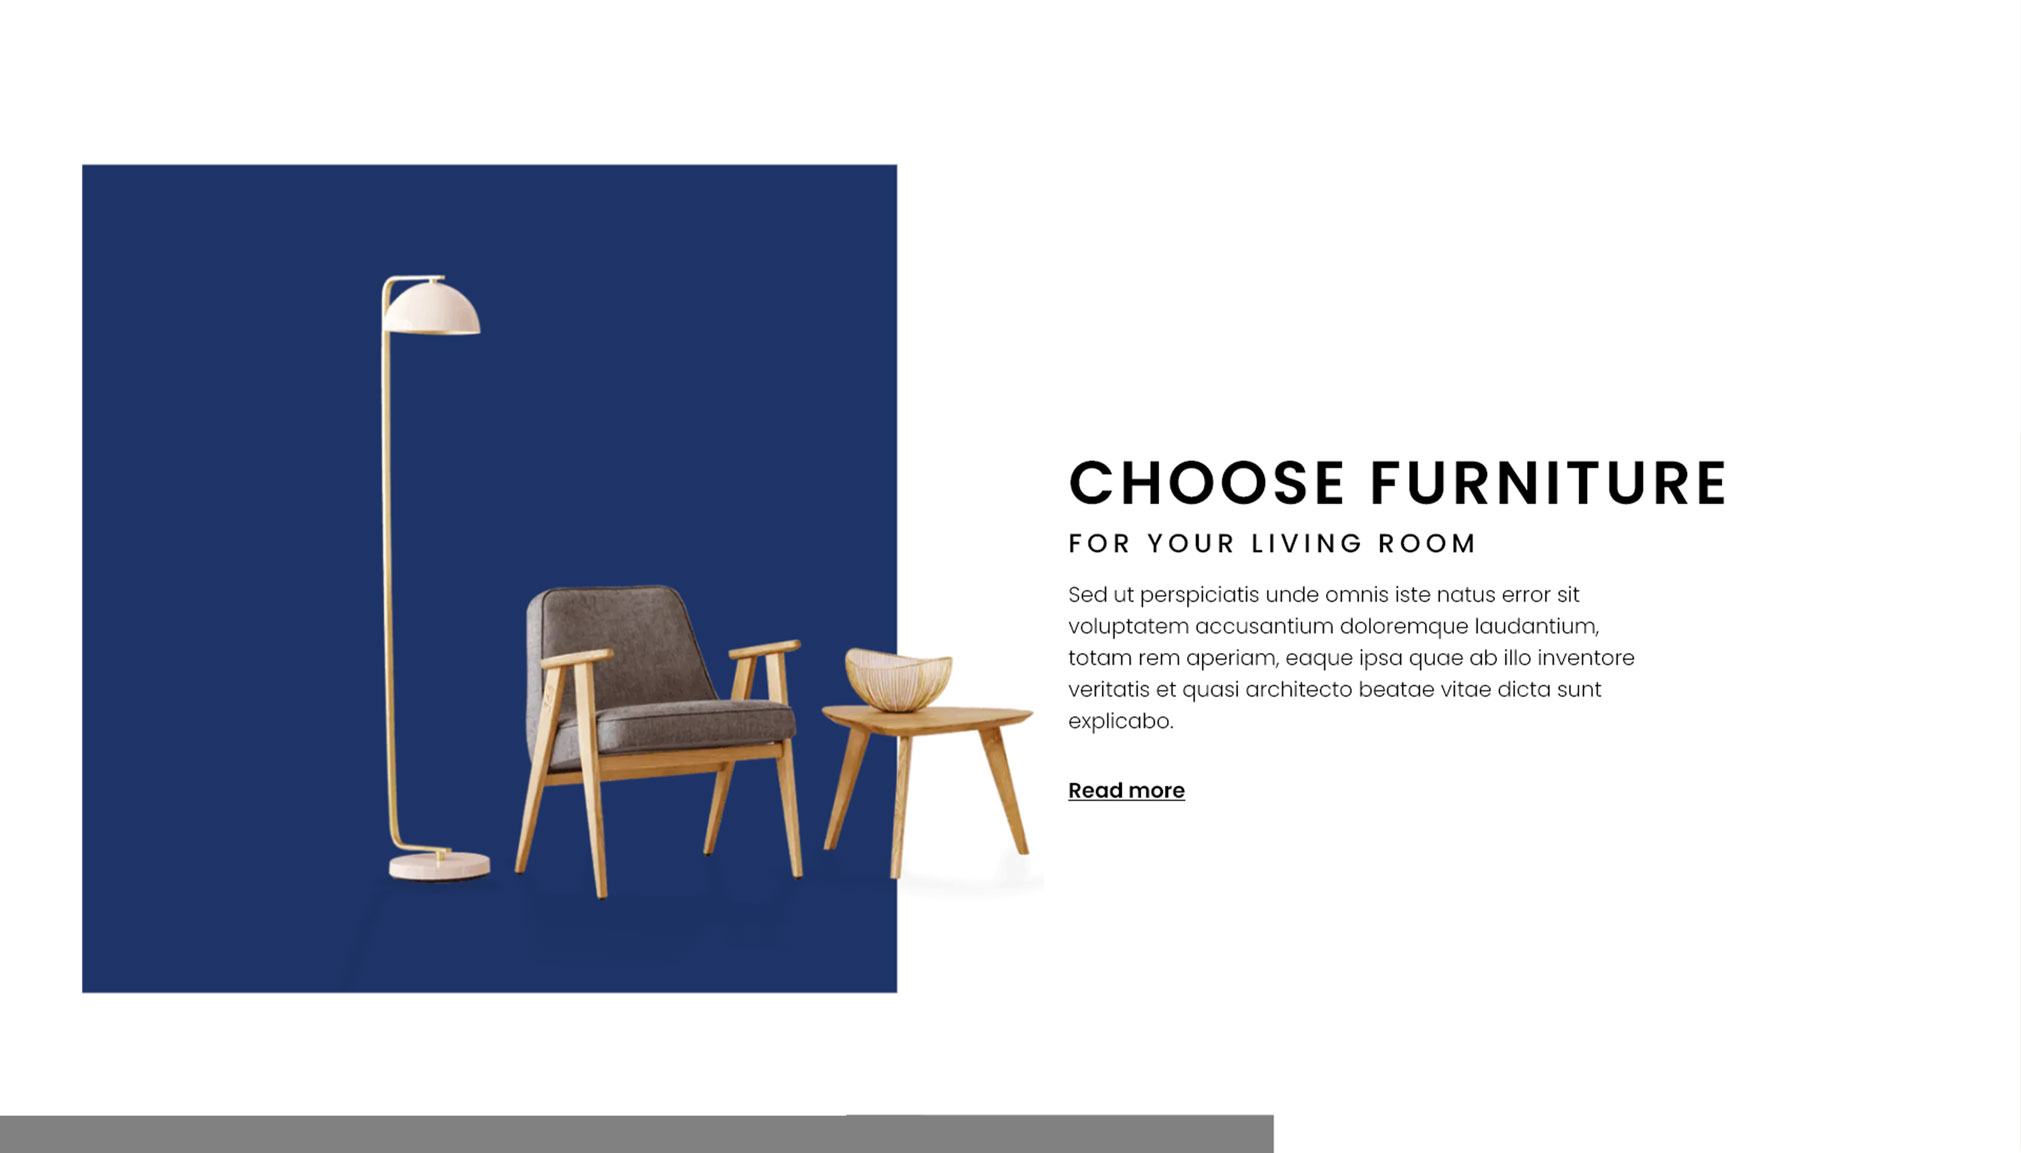 CHOOSE FURNITURE
FOR YOUR LIVING ROOM
Sed ut perspiciatis unde omnis iste natus error sit
voluptatem accusantium doloremque laudantium,
totam rem aperiam, eaque ipsa quae ab illo inventore
veritatis et quasi architecto beatae vitae dicta sunt
explicabo.
Read more